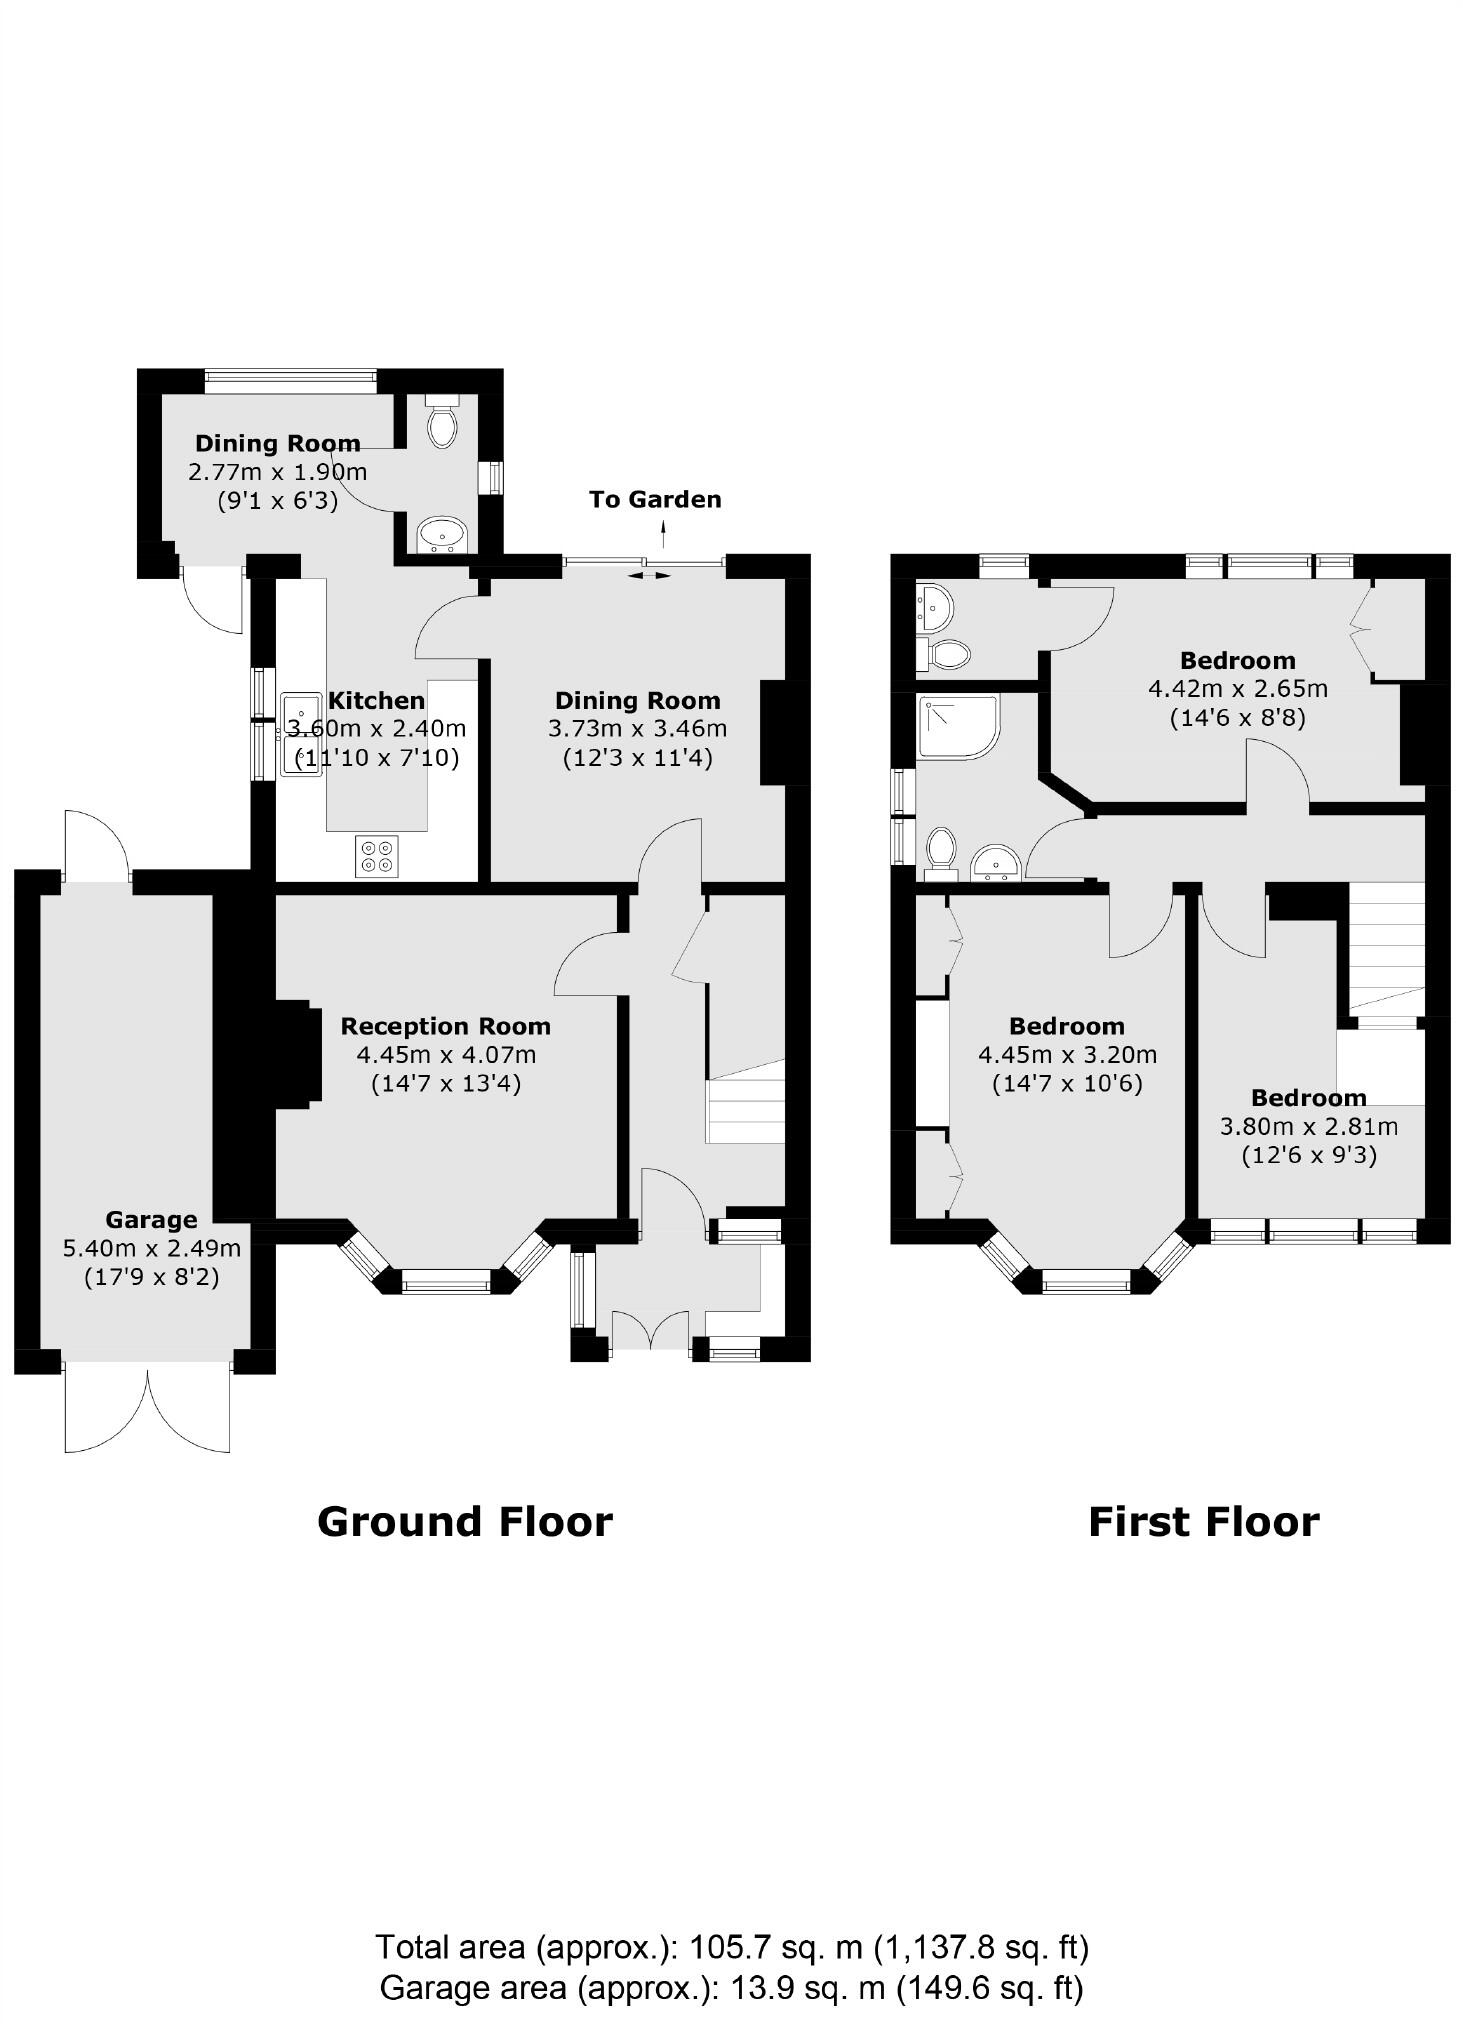 Dining Room
2.77m x 1.90m
(9'1 x 6'3)
To Garden
Kitchen
3.60m x 2.40m
(11'10 x 7'10)
Dining Room
3.73m x 3.46m
(12'3 x 11'4)
Reception Room
4.45m x 4.07m
(14'7 x 13'4)
Garage
5.40m x 2.49m
(17'9 x 8'2)
Ground Floor
Bedroom
4.42m x 2.65m
(14'6 x 8'8)
Bedroom
4.45m x 3.20m
(14'7 x 10'6)
Bedroom
3.80m x 2.81m
(12'6 x 9'3)
First Floor
Total area (approx.): 105.7 sq. m (1,137.8 sq. ft)
Garage area (approx.): 13.9 sq. m (149.6 sq. ft)